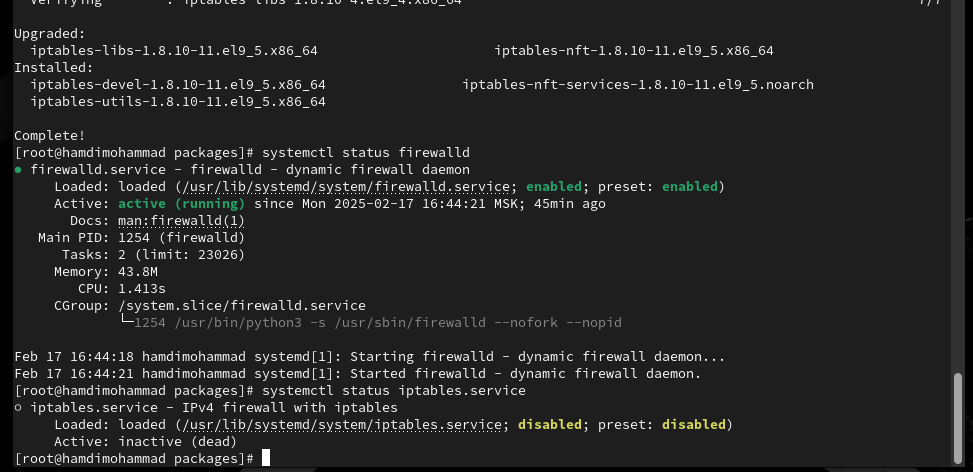 Verifying : iptables-libs-1.8.10-4.el9_4.x86_64 7/7
Upgraded:
iptables-libs-1.8.10-11.el9_5.x86_64 iptables-nft-1.8.10-11.el9_5.x86_64
Installed:
iptables-devel-1.8.10-11.el9_5.x86_64 iptables-nft-services-1.8.10-11.el9_5.noarch
iptables-utils-1.8.10-11.el9_5.x86_64
Complete!
[root@hamdimohammad packages]# systemctl status firewalld
● firewalld.service - firewalld - dynamic firewall daemon
Loaded: loaded (/usr/lib/systemd/system/firewalld.service; enabled; preset: enabled)
Active: active (running) since Mon 2025-02-17 16:44:21 MSK; 45min ago
Docs: man:firewalld(1)
Main PID: 1254 (firewalld)
Tasks: 2 (limit: 23026)
Memory: 43.8M
CPU: 1.413s
CGroup: /system.slice/firewalld.service
└─1254 /usr/bin/python3 -s /usr/sbin/firewalld --nofork --nopid
Feb 17 16:44:18 hamdimohammad systemd[1]: Starting firewalld - dynamic firewall daemon...
Feb 17 16:44:21 hamdimohammad systemd[1]: Started firewalld - dynamic firewall daemon.
[root@hamdimohammad packages]# systemctl status iptables.service
○ iptables.service - IPv4 firewall with iptables
Loaded: loaded (/usr/lib/systemd/system/iptables.service; disabled; preset: disabled)
Active: inactive (dead)
[root@hamdimohammad packages]#